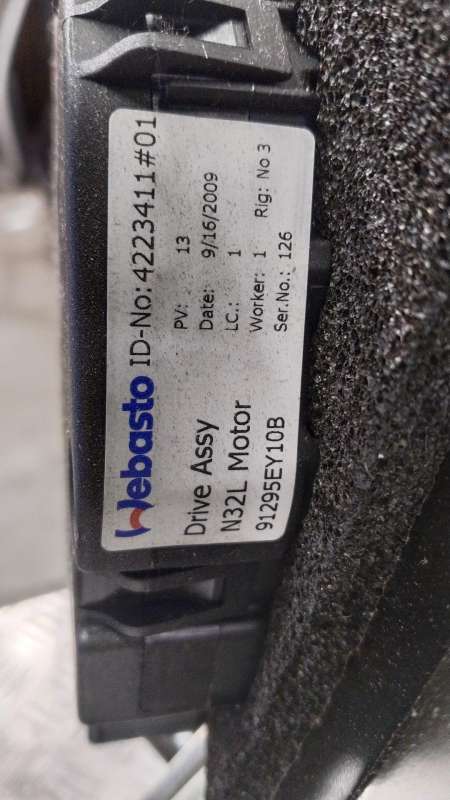 Webasto ID-No:4223411#01
Drive Assy
N32L Motor
91295EY10B
PV: 13
Date: 9/16/2009
LC.: 1
Worker: 1 Rig: No 3
Ser.No.: 126